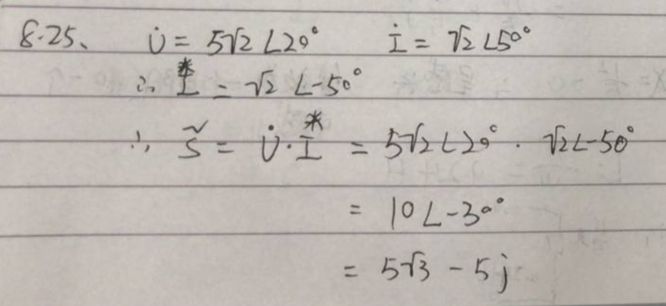 8.25、 U̇ = 5√2 ∠20° İ = √2 ∠50°
∴ I* = √2 ∠-50°
∴ S̃ = U̇·I* = 5√2 ∠20° · √2∠-50°
= 10 ∠-30°
= 5√3 - 5j